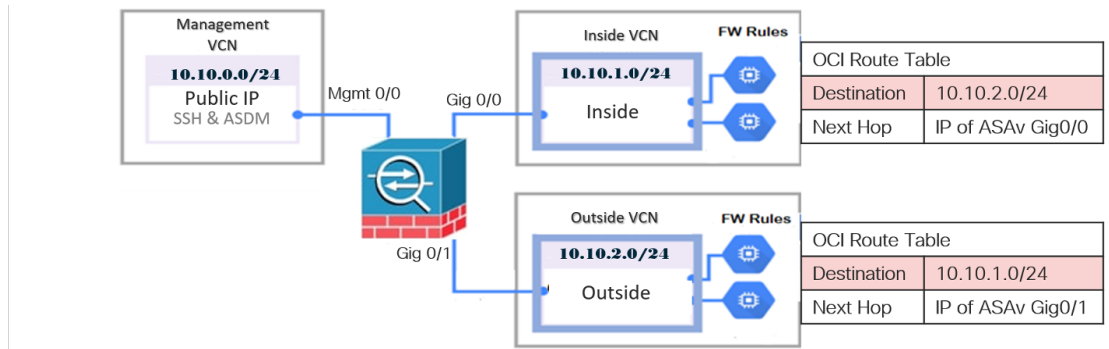 Management
VCN
10.10.0.0/24
Public IP
SSH & ASDM
Mgmt 0/0
Gig 0/0
Gig 0/1
Inside VCN
FW Rules
10.10.1.0/24
Inside
OCI Route Table
Destination 10.10.2.0/24
Next Hop IP of ASAv Gig0/0
Outside VCN
FW Rules
10.10.2.0/24
Outside
OCI Route Table
Destination 10.10.1.0/24
Next Hop IP of ASAv Gig0/1